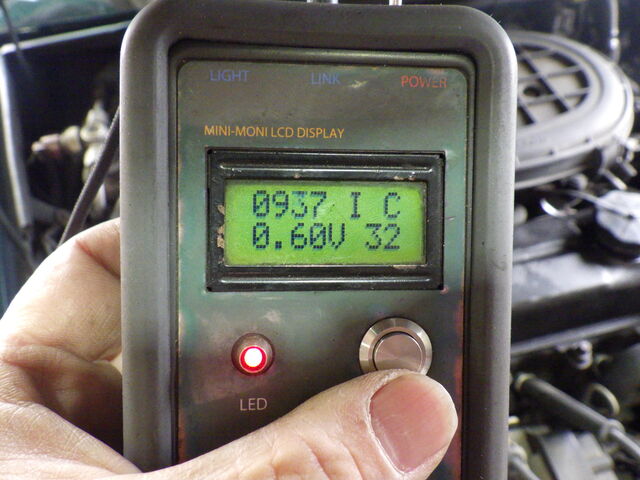 LIGHT LINK POWER
MINI-MONI LCD DISPLAY
0937 I C
0.60V 32
LED